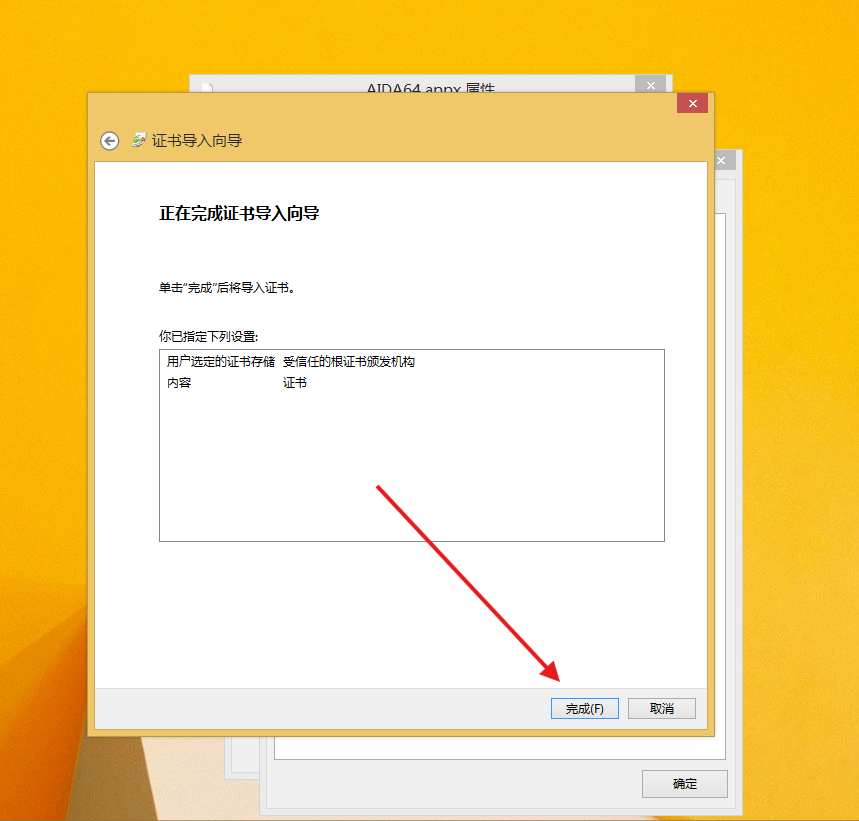 AIDA64.appx 属性
证书导入向导
正在完成证书导入向导
单击“完成”后将导入证书。
你已指定下列设置:
用户选定的证书存储 受信任的根证书颁发机构
内容 证书
完成(F) 取消
确定